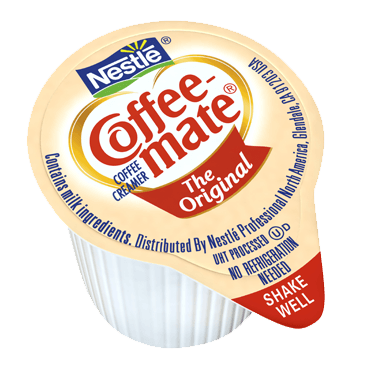 Nestlé®
Coffee-
mate®
COFFEE
CREAMER
The
Original
Contains milk ingredients. Distributed By Nestlé Professional North America, Glendale, CA 91203 USA
UHT PROCESSED Ⓤ D
NO REFRIGERATION
NEEDED
SHAKE
WELL